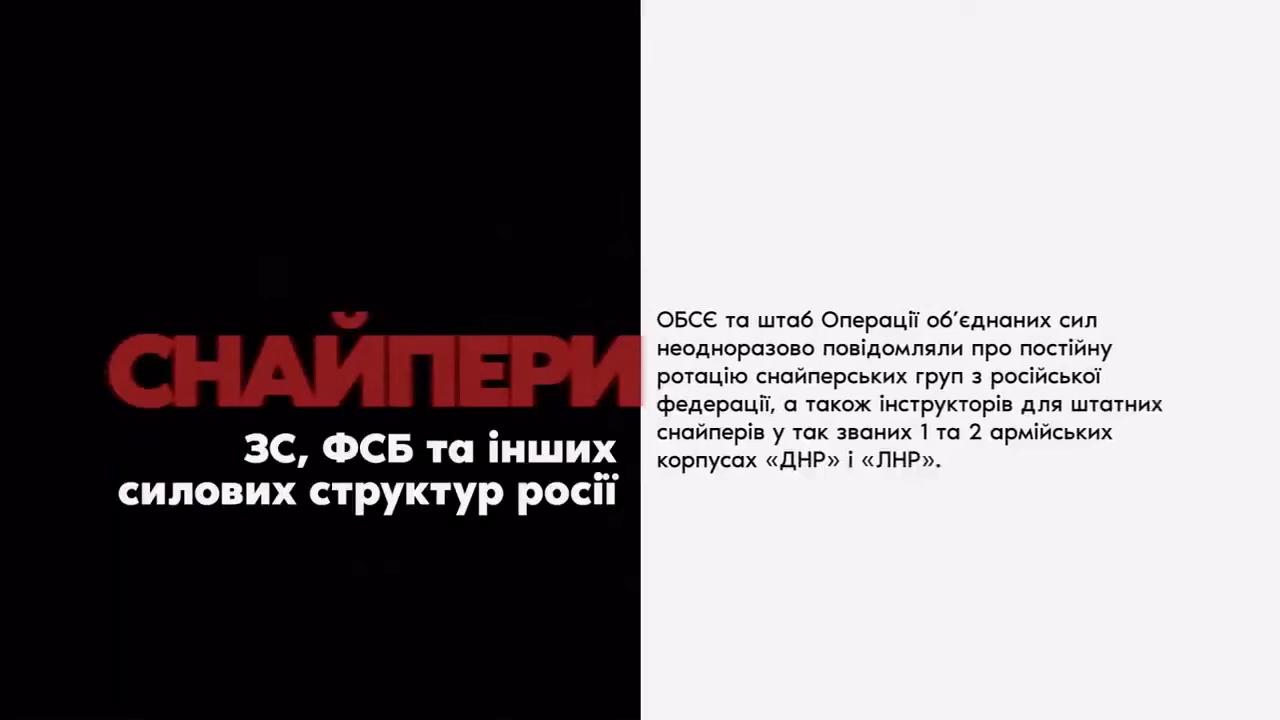 СНАЙПЕРИ
ЗС, ФСБ та інших
силових структур росії
ОБСЄ та штаб Операції об’єднаних сил
неодноразово повідомляли про постійну
ротацію снайперських груп з російської
федерації, а також інструкторів для штатних
снайперів у так званих 1 та 2 армійських
корпусах «ДНР» і «ЛНР».